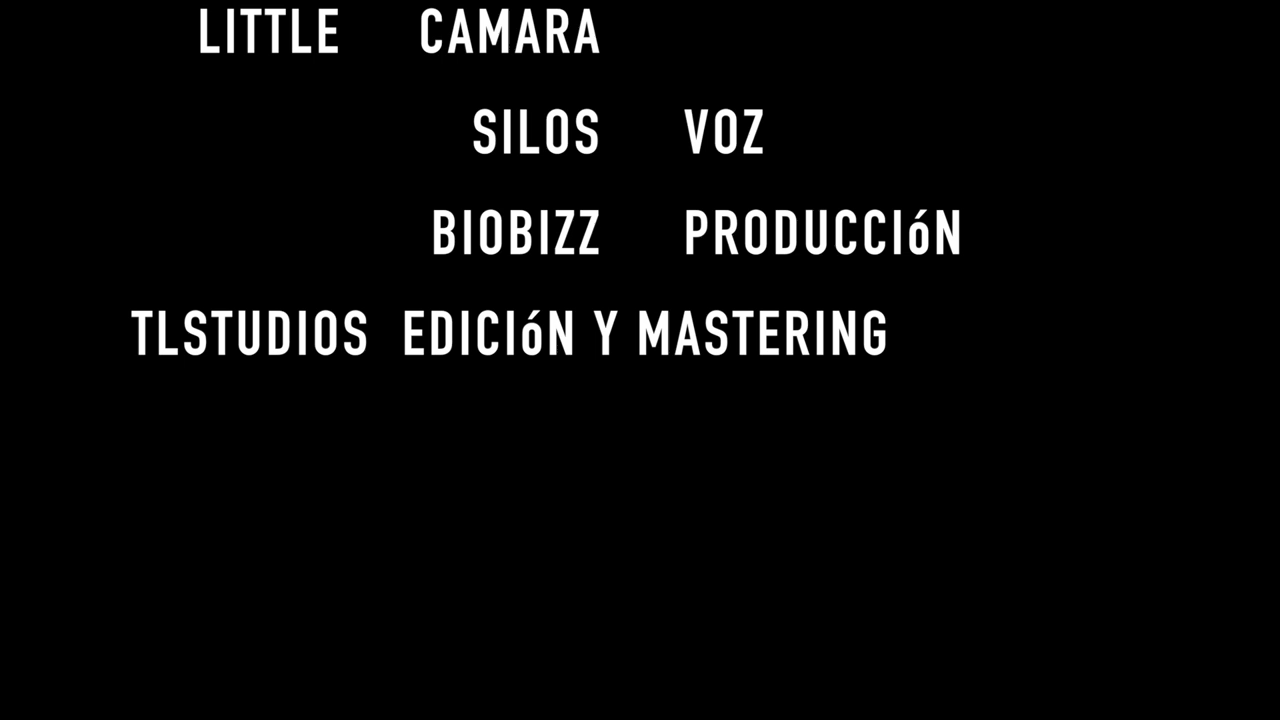 LITTLE CAMARA
SILOS VOZ
BIOBIZZ PRODUCCIóN
TLSTUDIOS EDICIóN Y MASTERING